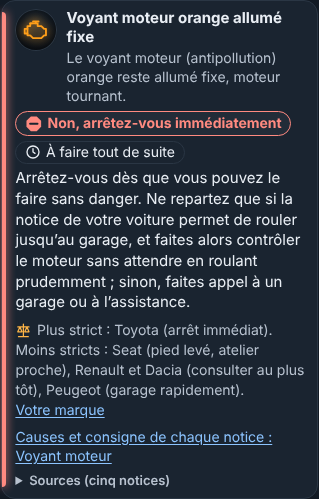 Voyant moteur orange allumé
fixe
Le voyant moteur (antipollution)
orange reste allumé fixe, moteur
tournant.
Non, arrêtez-vous immédiatement
À faire tout de suite
Arrêtez-vous dès que vous pouvez le
faire sans danger. Ne repartez que si la
notice de votre voiture permet de rouler
jusqu’au garage, et faites alors contrôler
le moteur sans attendre en roulant
prudemment ; sinon, faites appel à un
garage ou à l’assistance.
Plus strict : Toyota (arrêt immédiat).
Moins stricts : Seat (pied levé, atelier
proche), Renault et Dacia (consulter au plus
tôt), Peugeot (garage rapidement).
Votre marque
Causes et consigne de chaque notice :
Voyant moteur
Sources (cinq notices)